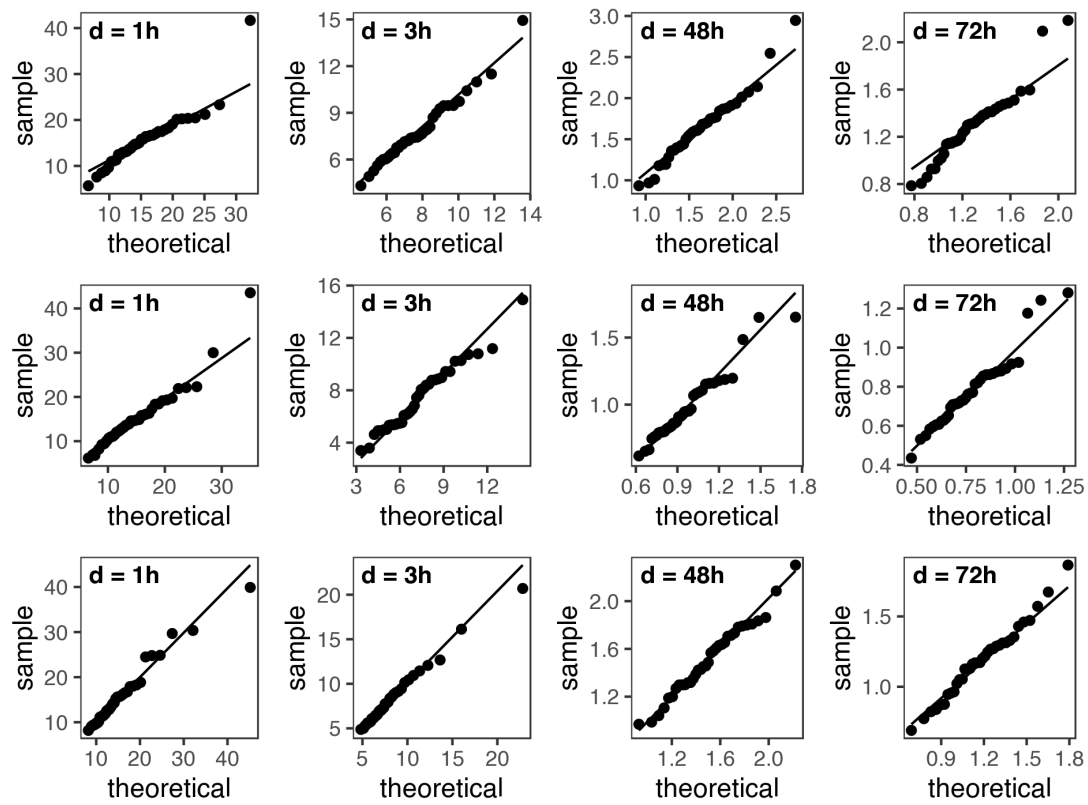 d = 1h
40
30
20
10
sample
10 15 20 25 30
theoretical
d = 3h
15
12
9
6
sample
6 8 10 12 14
theoretical
d = 48h
3.0
2.5
2.0
1.5
1.0
sample
1.0 1.5 2.0 2.5
theoretical
d = 72h
2.0
1.6
1.2
0.8
sample
0.8 1.2 1.6 2.0
theoretical
d = 1h
40
30
20
10
sample
10 20 30
theoretical
d = 3h
16
12
8
4
sample
3 6 9 12
theoretical
d = 48h
1.5
1.0
sample
0.6 0.9 1.2 1.5 1.8
theoretical
d = 72h
1.2
1.0
0.8
0.6
0.4
sample
0.50 0.75 1.00 1.25
theoretical
d = 1h
40
30
20
10
sample
10 20 30 40
theoretical
d = 3h
20
15
10
5
sample
5 10 15 20
theoretical
d = 48h
2.0
1.6
1.2
sample
1.2 1.6 2.0
theoretical
d = 72h
1.5
1.0
sample
0.9 1.2 1.5 1.8
theoretical